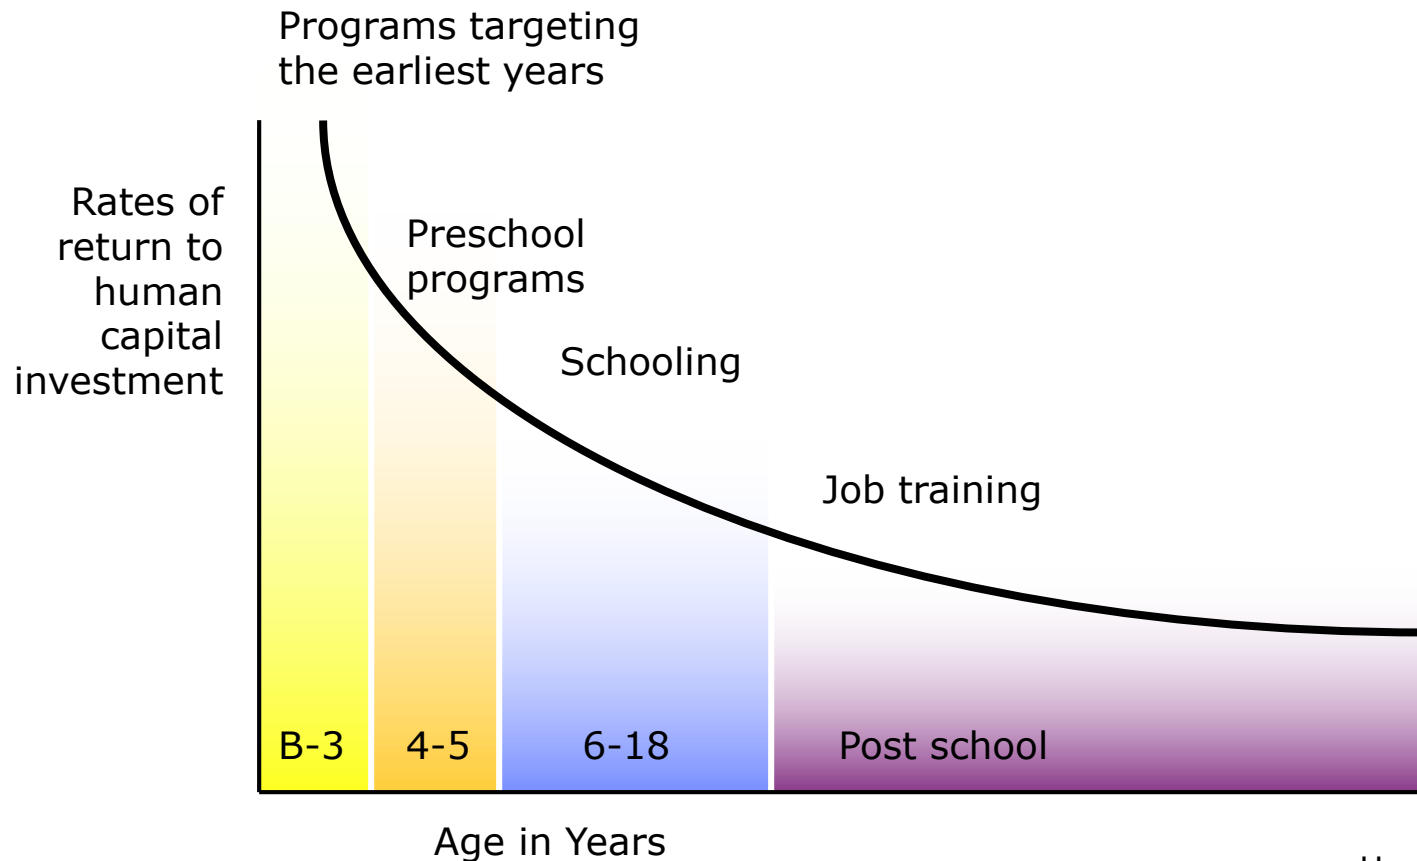 Programs targeting
the earliest years
Rates of
return to
human
capital
investment
Preschool
programs
Schooling
Job training
B-3
4-5
6-18
Post school
Age in Years